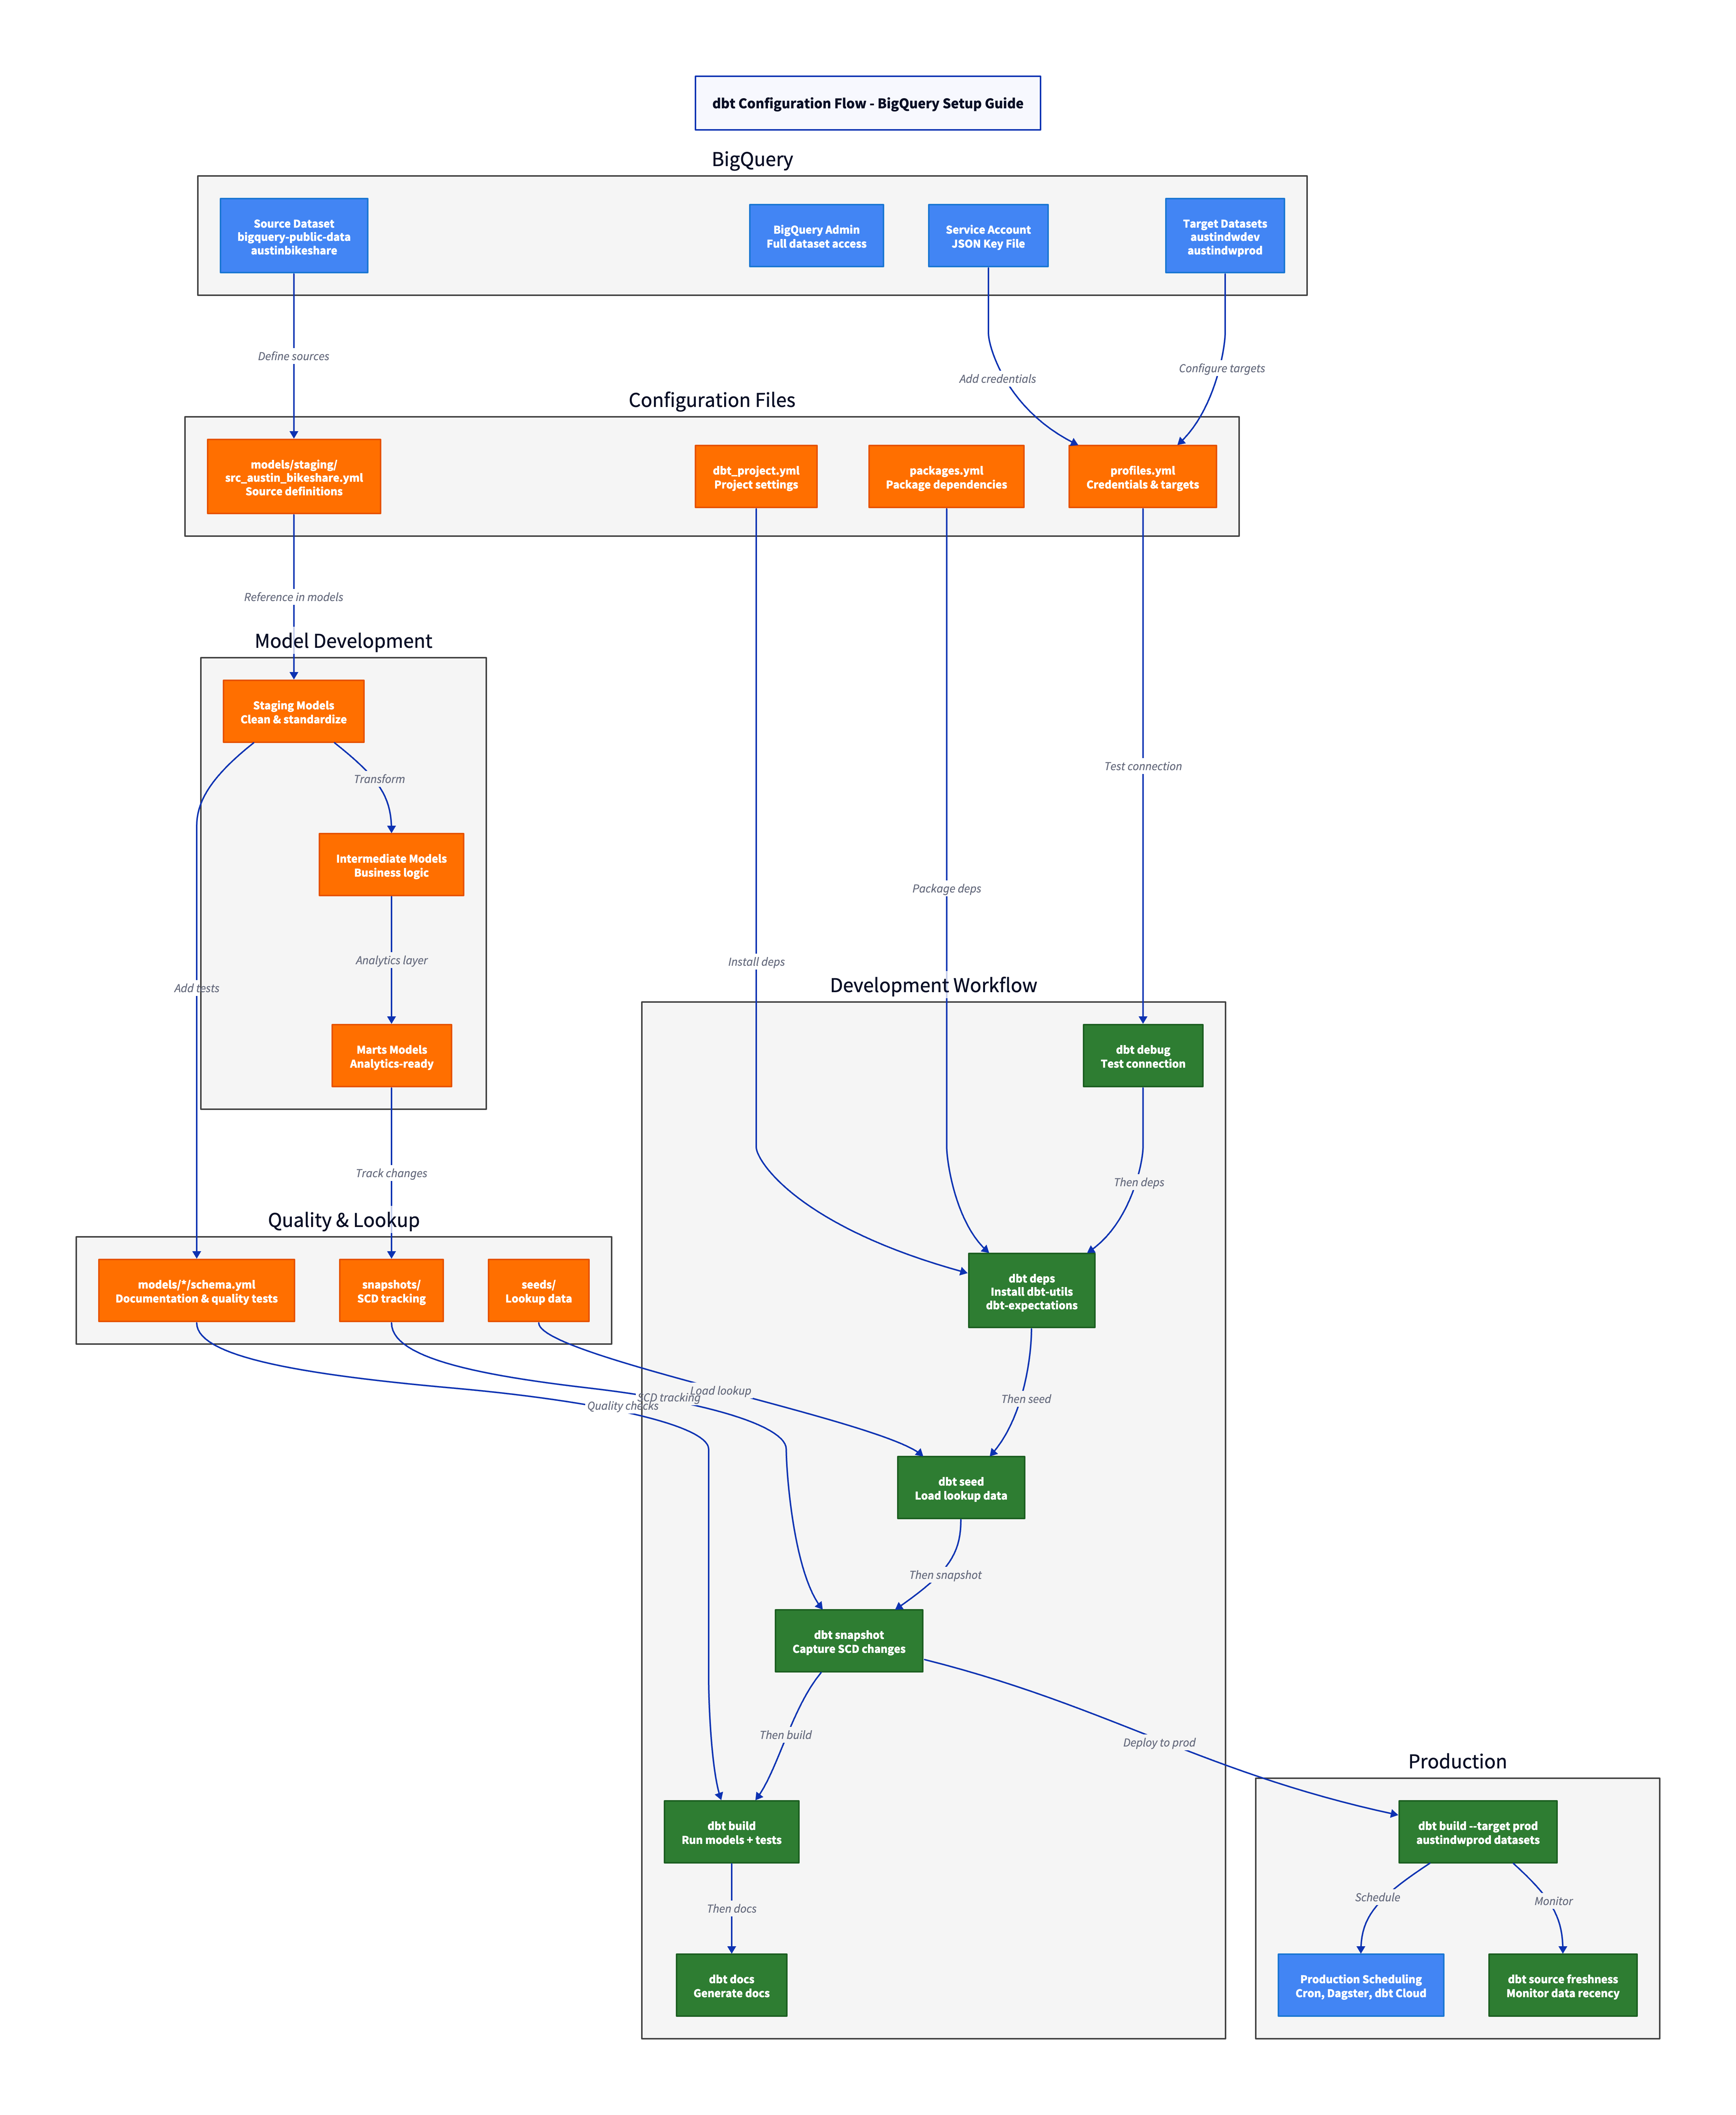 dbt Configuration Flow - BigQuery Setup Guide
BigQuery
Source Dataset
bigquery-public-data
austinbikeshare
BigQuery Admin
Full dataset access
Service Account
JSON Key File
Target Datasets
austindwdev
austindwprod
Define sources
Add credentials
Configure targets
Configuration Files
models/staging/
src_austin_bikeshare.yml
Source definitions
dbt_project.yml
Project settings
packages.yml
Package dependencies
profiles.yml
Credentials & targets
Reference in models
Model Development
Staging Models
Clean & standardize
Transform
Test connection
Intermediate Models
Business logic
Package deps
Analytics layer
Install deps
Add tests
Development Workflow
Marts Models
Analytics-ready
dbt debug
Test connection
Track changes
Then deps
Quality & Lookup
models/*/schema.yml
Documentation & quality tests
snapshots/
SCD tracking
seeds/
Lookup data
dbt deps
Install dbt-utils
dbt-expectations
Load lookup
SCD tracking
Quality checks
Then seed
dbt seed
Load lookup data
Then snapshot
dbt snapshot
Capture SCD changes
Then build
Deploy to prod
Production
dbt build
Run models + tests
dbt build --target prod
austindwprod datasets
Then docs
Schedule
Monitor
dbt docs
Generate docs
Production Scheduling
Cron, Dagster, dbt Cloud
dbt source freshness
Monitor data recency